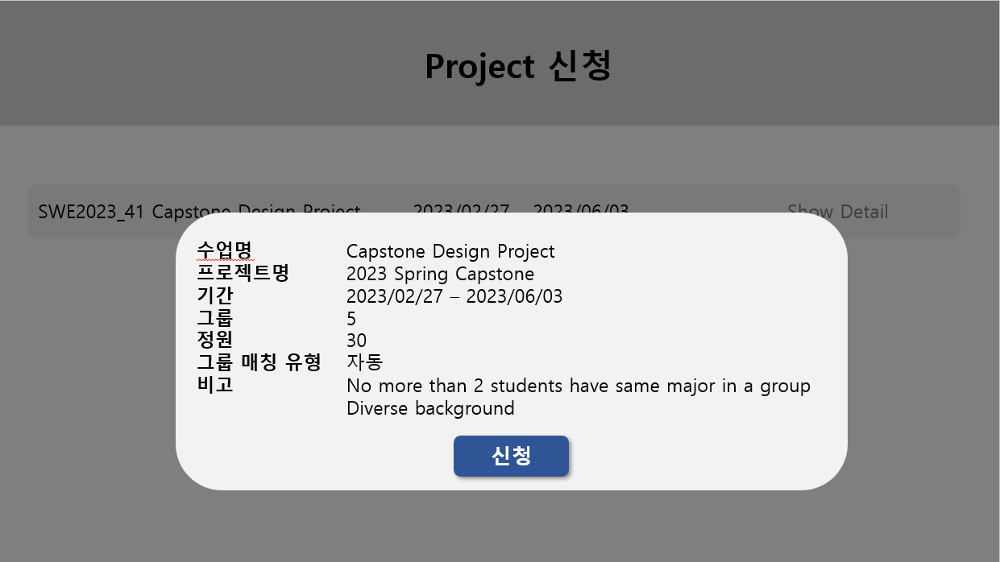 Project 신청
SWE2023_41 Capstone Design Project 2023/02/27 2023/06/03 Show Detail
수업명 Capstone Design Project
프로젝트명 2023 Spring Capstone
기간 2023/02/27 – 2023/06/03
그룹 5
정원 30
그룹 매칭 유형 자동
비고 No more than 2 students have same major in a group
Diverse background
신청